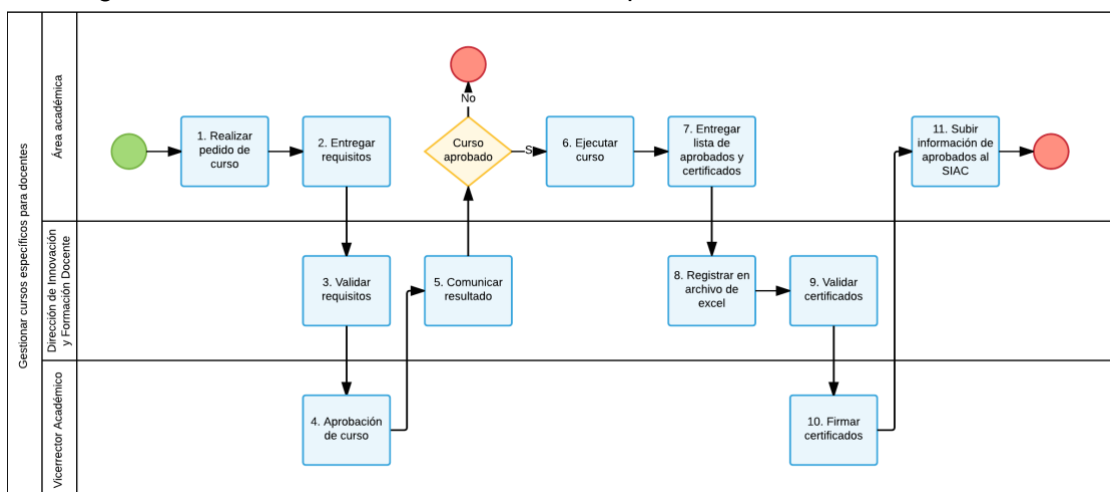 Gestionar cursos específicos para docentes
Área académica
1. Realizar
pedido de
curso
2. Entregar
requisitos
No
Curso
aprobado
S
6. Ejecutar
curso
7. Entregar
lista de
aprobados y
certificados
11. Subir
información de
aprobados al
SIAC
Dirección de Innovación
y Formación Docente
3. Validar
requisitos
5. Comunicar
resultado
8. Registrar en
archivo de
excel
9. Validar
certificados
Vicerrector Académico
4. Aprobación
de curso
10. Firmar
certificados